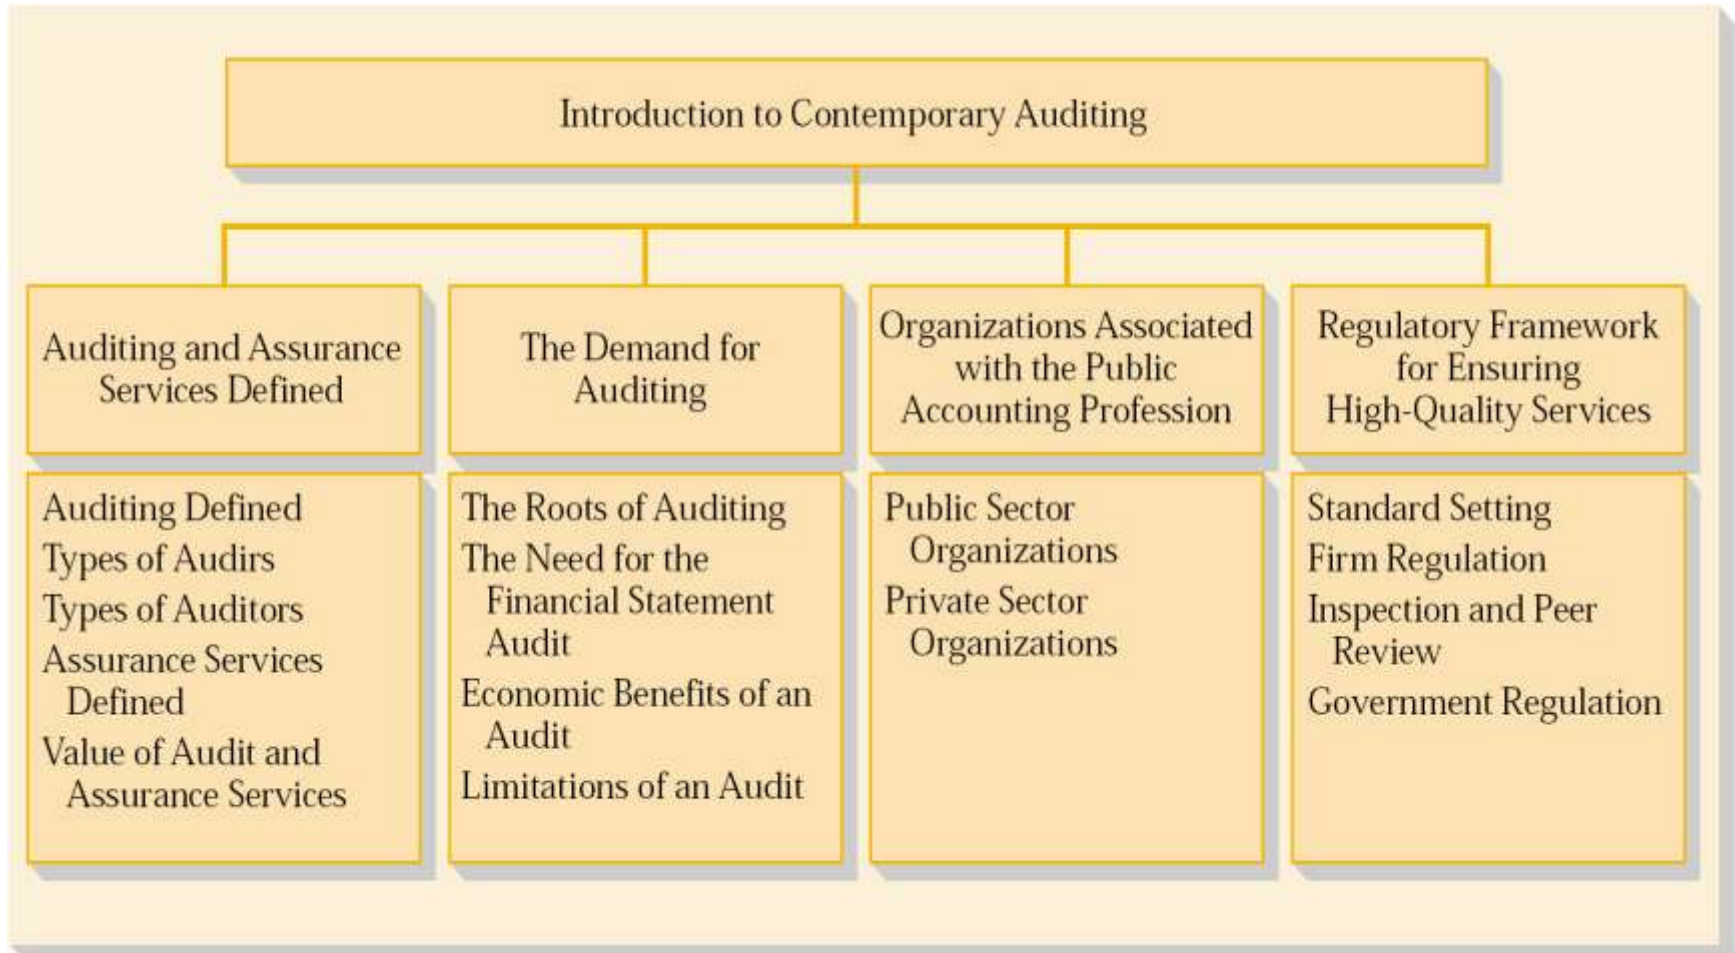 Introduction to Contemporary Auditing
Auditing and Assurance
Services Defined
The Demand for
Auditing
Organizations Associated
with the Public
Accounting Profession
Regulatory Framework
for Ensuring
High-Quality Services
Auditing Defined
Types of Audirs
Types of Auditors
Assurance Services
Defined
Value of Audit and
Assurance Services
The Roots of Auditing
The Need for the
Financial Statement
Audit
Economic Benefits of an
Audit
Limitations of an Audit
Public Sector
Organizations
Private Sector
Organizations
Standard Setting
Firm Regulation
Inspection and Peer
Review
Government Regulation